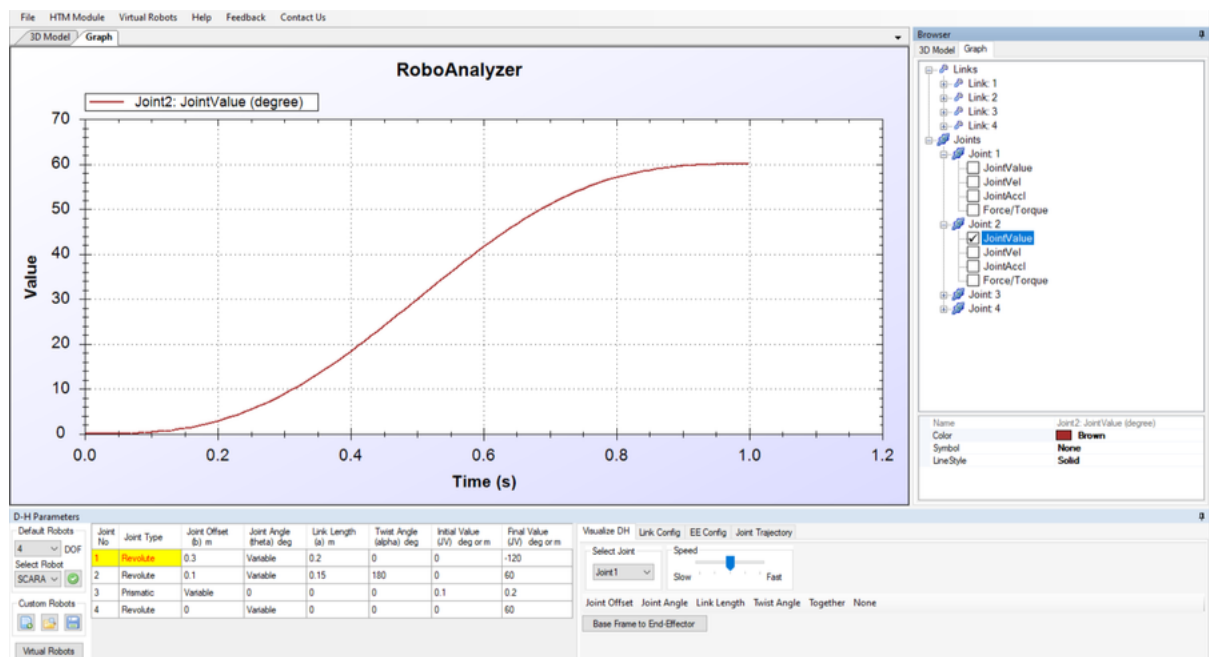 File HTM Module Virtual Robots Help Feedback Contact Us
3D Model Graph
RoboAnalyzer
Joint2: JointValue (degree)
70
60
50
40
30
20
10
0
Value
0.0 0.2 0.4 0.6 0.8 1.0 1.2
Time (s)
Browser
3D Model Graph
Links
Link: 1
Link: 2
Link: 3
Link: 4
Joints
Joint: 1
JointValue
JointVel
JointAccl
Force/Torque
Joint: 2
JointValue
JointVel
JointAccl
Force/Torque
Joint: 3
Joint: 4
Name Joint2: JointValue (degree)
Color Brown
Symbol None
LineStyle Solid
D-H Parameters
Default Robots
4 DOF
Select Robot
SCARA
Custom Robots
Virtual Robots
Joint No Joint Type Joint Offset (b) m Joint Angle (theta) deg Link Length (a) m Twist Angle (alpha) deg Initial Value (JV) deg or m Final Value (JV) deg or m
1 Revolute 0.3 Variable 0.2 0 0 -120
2 Revolute 0.1 Variable 0.15 180 0 60
3 Prismatic Variable 0 0 0 0.1 0.2
4 Revolute 0 Variable 0 0 0 60
Visualize DH Link Config EE Config Joint Trajectory
Select Joint Speed
Joint1 Slow Fast
Joint Offset Joint Angle Link Length Twist Angle Together None
Base Frame to End-Effector